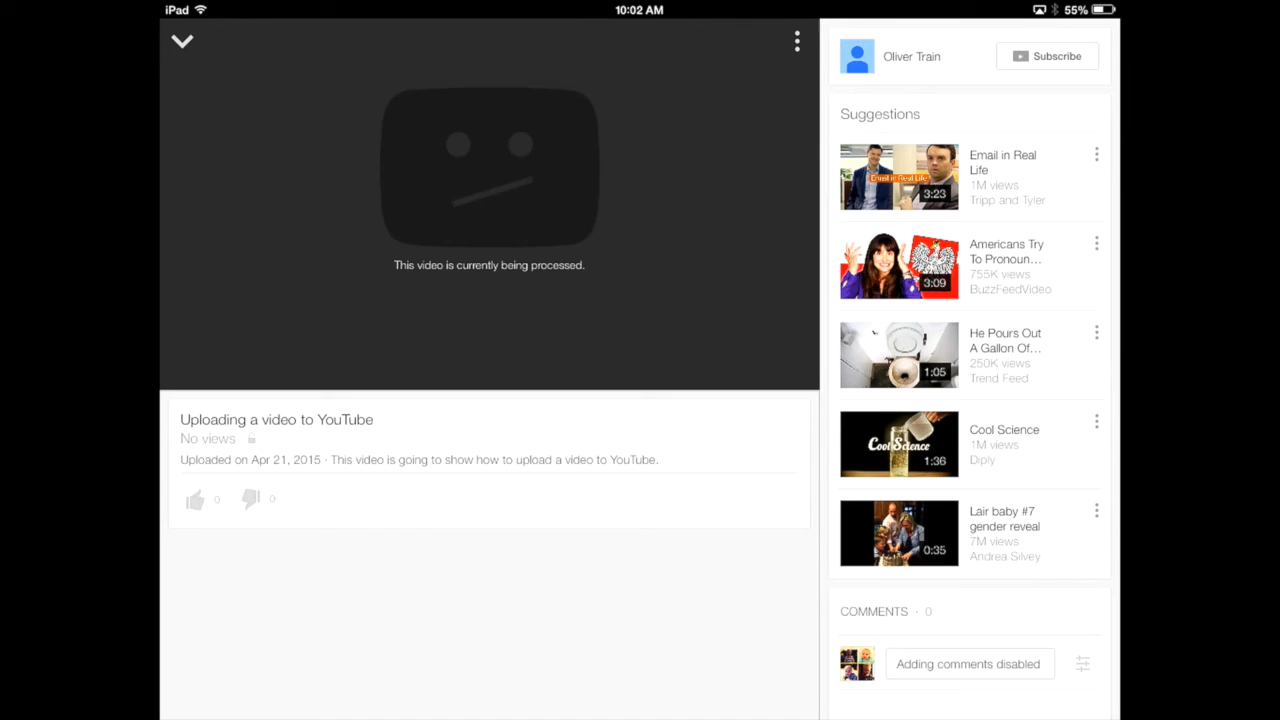 iPad
10:02 AM
55%
This video is currently being processed.
Uploading a video to YouTube
No views
Uploaded on Apr 21, 2015 · This video is going to show how to upload a video to YouTube.
0
0
Oliver Train
Subscribe
Suggestions
Email in Real Life
3:23
Email in Real
Life
1M views
Tripp and Tyler
3:09
Americans Try
To Pronoun...
755K views
BuzzFeedVideo
1:05
He Pours Out
A Gallon Of...
250K views
Trend Feed
Cool Science
1:36
Cool Science
1M views
Diply
0:35
Lair baby #7
gender reveal
7M views
Andrea Silvey
COMMENTS · 0
Adding comments disabled